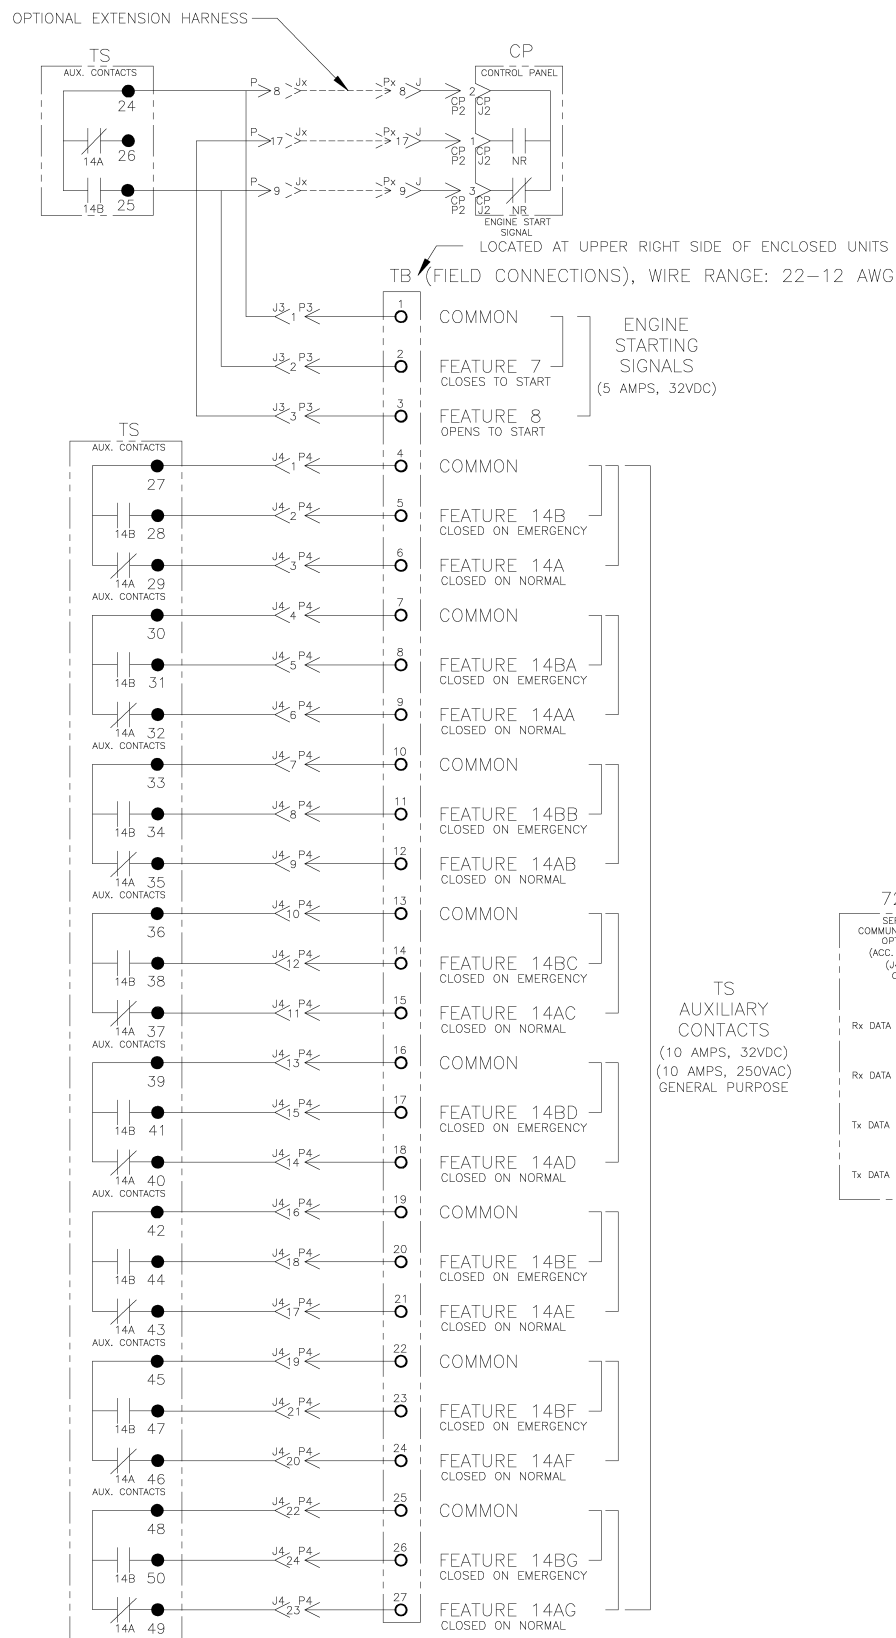 OPTIONAL EXTENSION HARNESS
TS
AUX. CONTACTS
24
26
14A
25
14B
P 8 Jx Px 8 J 2
CP P2 CP J2
P 17 Jx Px 17 J 1
CP P2 CP J2
P 9 Jx Px 9 J 3
CP P2 CP J2
CP
CONTROL PANEL
NR
NR
ENGINE START
SIGNAL
LOCATED AT UPPER RIGHT SIDE OF ENCLOSED UNITS
TB (FIELD CONNECTIONS), WIRE RANGE: 22-12 AWG
J3 1 P3 1 COMMON
J3 2 P3 2 FEATURE 7
CLOSES TO START
J3 3 P3 3 FEATURE 8
OPENS TO START
ENGINE
STARTING
SIGNALS
(5 AMPS, 32VDC)
TS
AUX. CONTACTS
27 J4 1 P4 4 COMMON
14B 28 J4 2 P4 5 FEATURE 14B
CLOSED ON EMERGENCY
14A 29 J4 3 P4 6 FEATURE 14A
CLOSED ON NORMAL
AUX. CONTACTS
30 J4 4 P4 7 COMMON
14B 31 J4 5 P4 8 FEATURE 14BA
CLOSED ON EMERGENCY
14A 32 J4 6 P4 9 FEATURE 14AA
CLOSED ON NORMAL
AUX. CONTACTS
33 J4 7 P4 10 COMMON
14B 34 J4 8 P4 11 FEATURE 14BB
CLOSED ON EMERGENCY
14A 35 J4 9 P4 12 FEATURE 14AB
CLOSED ON NORMAL
AUX. CONTACTS
36 J4 10 P4 13 COMMON
14B 38 J4 12 P4 14 FEATURE 14BC
CLOSED ON EMERGENCY
14A 37 J4 11 P4 15 FEATURE 14AC
CLOSED ON NORMAL
AUX. CONTACTS
39 J4 13 P4 16 COMMON
14B 41 J4 15 P4 17 FEATURE 14BD
CLOSED ON EMERGENCY
14A 40 J4 14 P4 18 FEATURE 14AD
CLOSED ON NORMAL
AUX. CONTACTS
42 J4 16 P4 19 COMMON
14B 44 J4 18 P4 20 FEATURE 14BE
CLOSED ON EMERGENCY
14A 43 J4 17 P4 21 FEATURE 14AE
CLOSED ON NORMAL
AUX. CONTACTS
45 J4 19 P4 22 COMMON
14B 47 J4 21 P4 23 FEATURE 14BF
CLOSED ON EMERGENCY
14A 46 J4 20 P4 24 FEATURE 14AF
CLOSED ON NORMAL
AUX. CONTACTS
48 J4 22 P4 25 COMMON
14B 50 J4 24 P4 26 FEATURE 14BG
CLOSED ON EMERGENCY
14A 49 J4 23 P4 27 FEATURE 14AG
CLOSED ON NORMAL
TS
AUXILIARY
CONTACTS
(10 AMPS, 32VDC)
(10 AMPS, 250VAC)
GENERAL PURPOSE
(ACC.
Rx DATA
Rx DATA
Tx DATA
Tx DATA